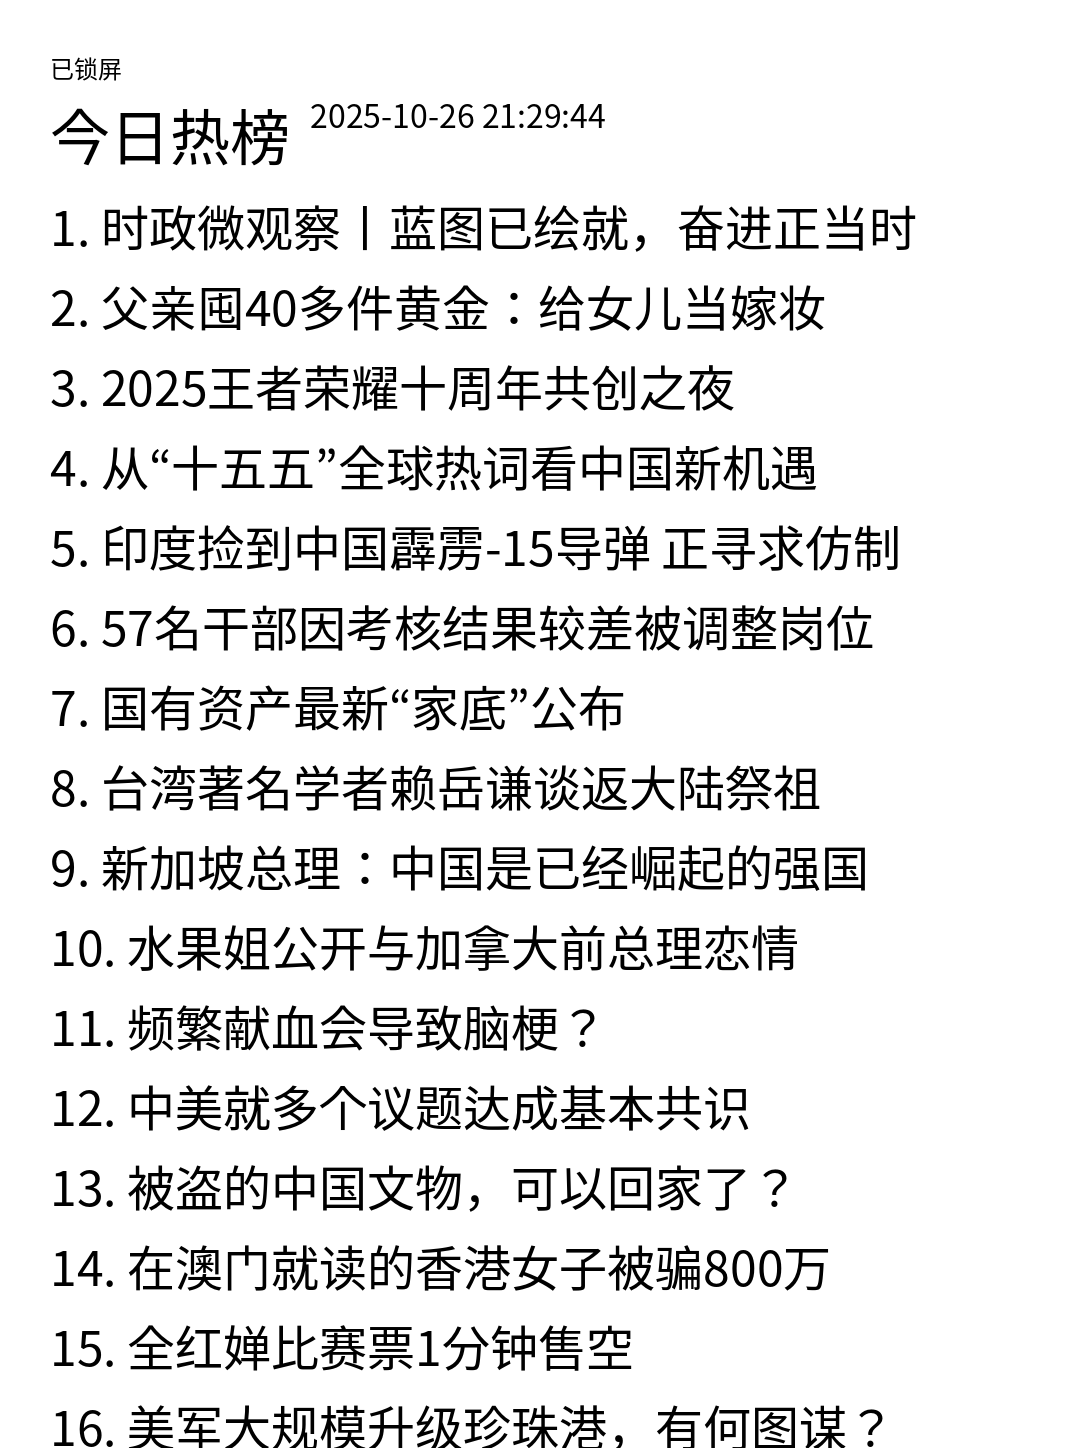 已锁屏
今日热榜 2025-10-26 21:29:44
1. 时政微观察丨蓝图已绘就，奋进正当时
2. 父亲囤40多件黄金：给女儿当嫁妆
3. 2025王者荣耀十周年共创之夜
4. 从“十五五”全球热词看中国新机遇
5. 印度捡到中国霹雳-15导弹 正寻求仿制
6. 57名干部因考核结果较差被调整岗位
7. 国有资产最新“家底”公布
8. 台湾著名学者赖岳谦谈返大陆祭祖
9. 新加坡总理：中国是已经崛起的强国
10. 水果姐公开与加拿大前总理恋情
11. 频繁献血会导致脑梗？
12. 中美就多个议题达成基本共识
13. 被盗的中国文物，可以回家了？
14. 在澳门就读的香港女子被骗800万
15. 全红婵比赛票1分钟售空
16. 美军大规模升级珍珠港，有何图谋？